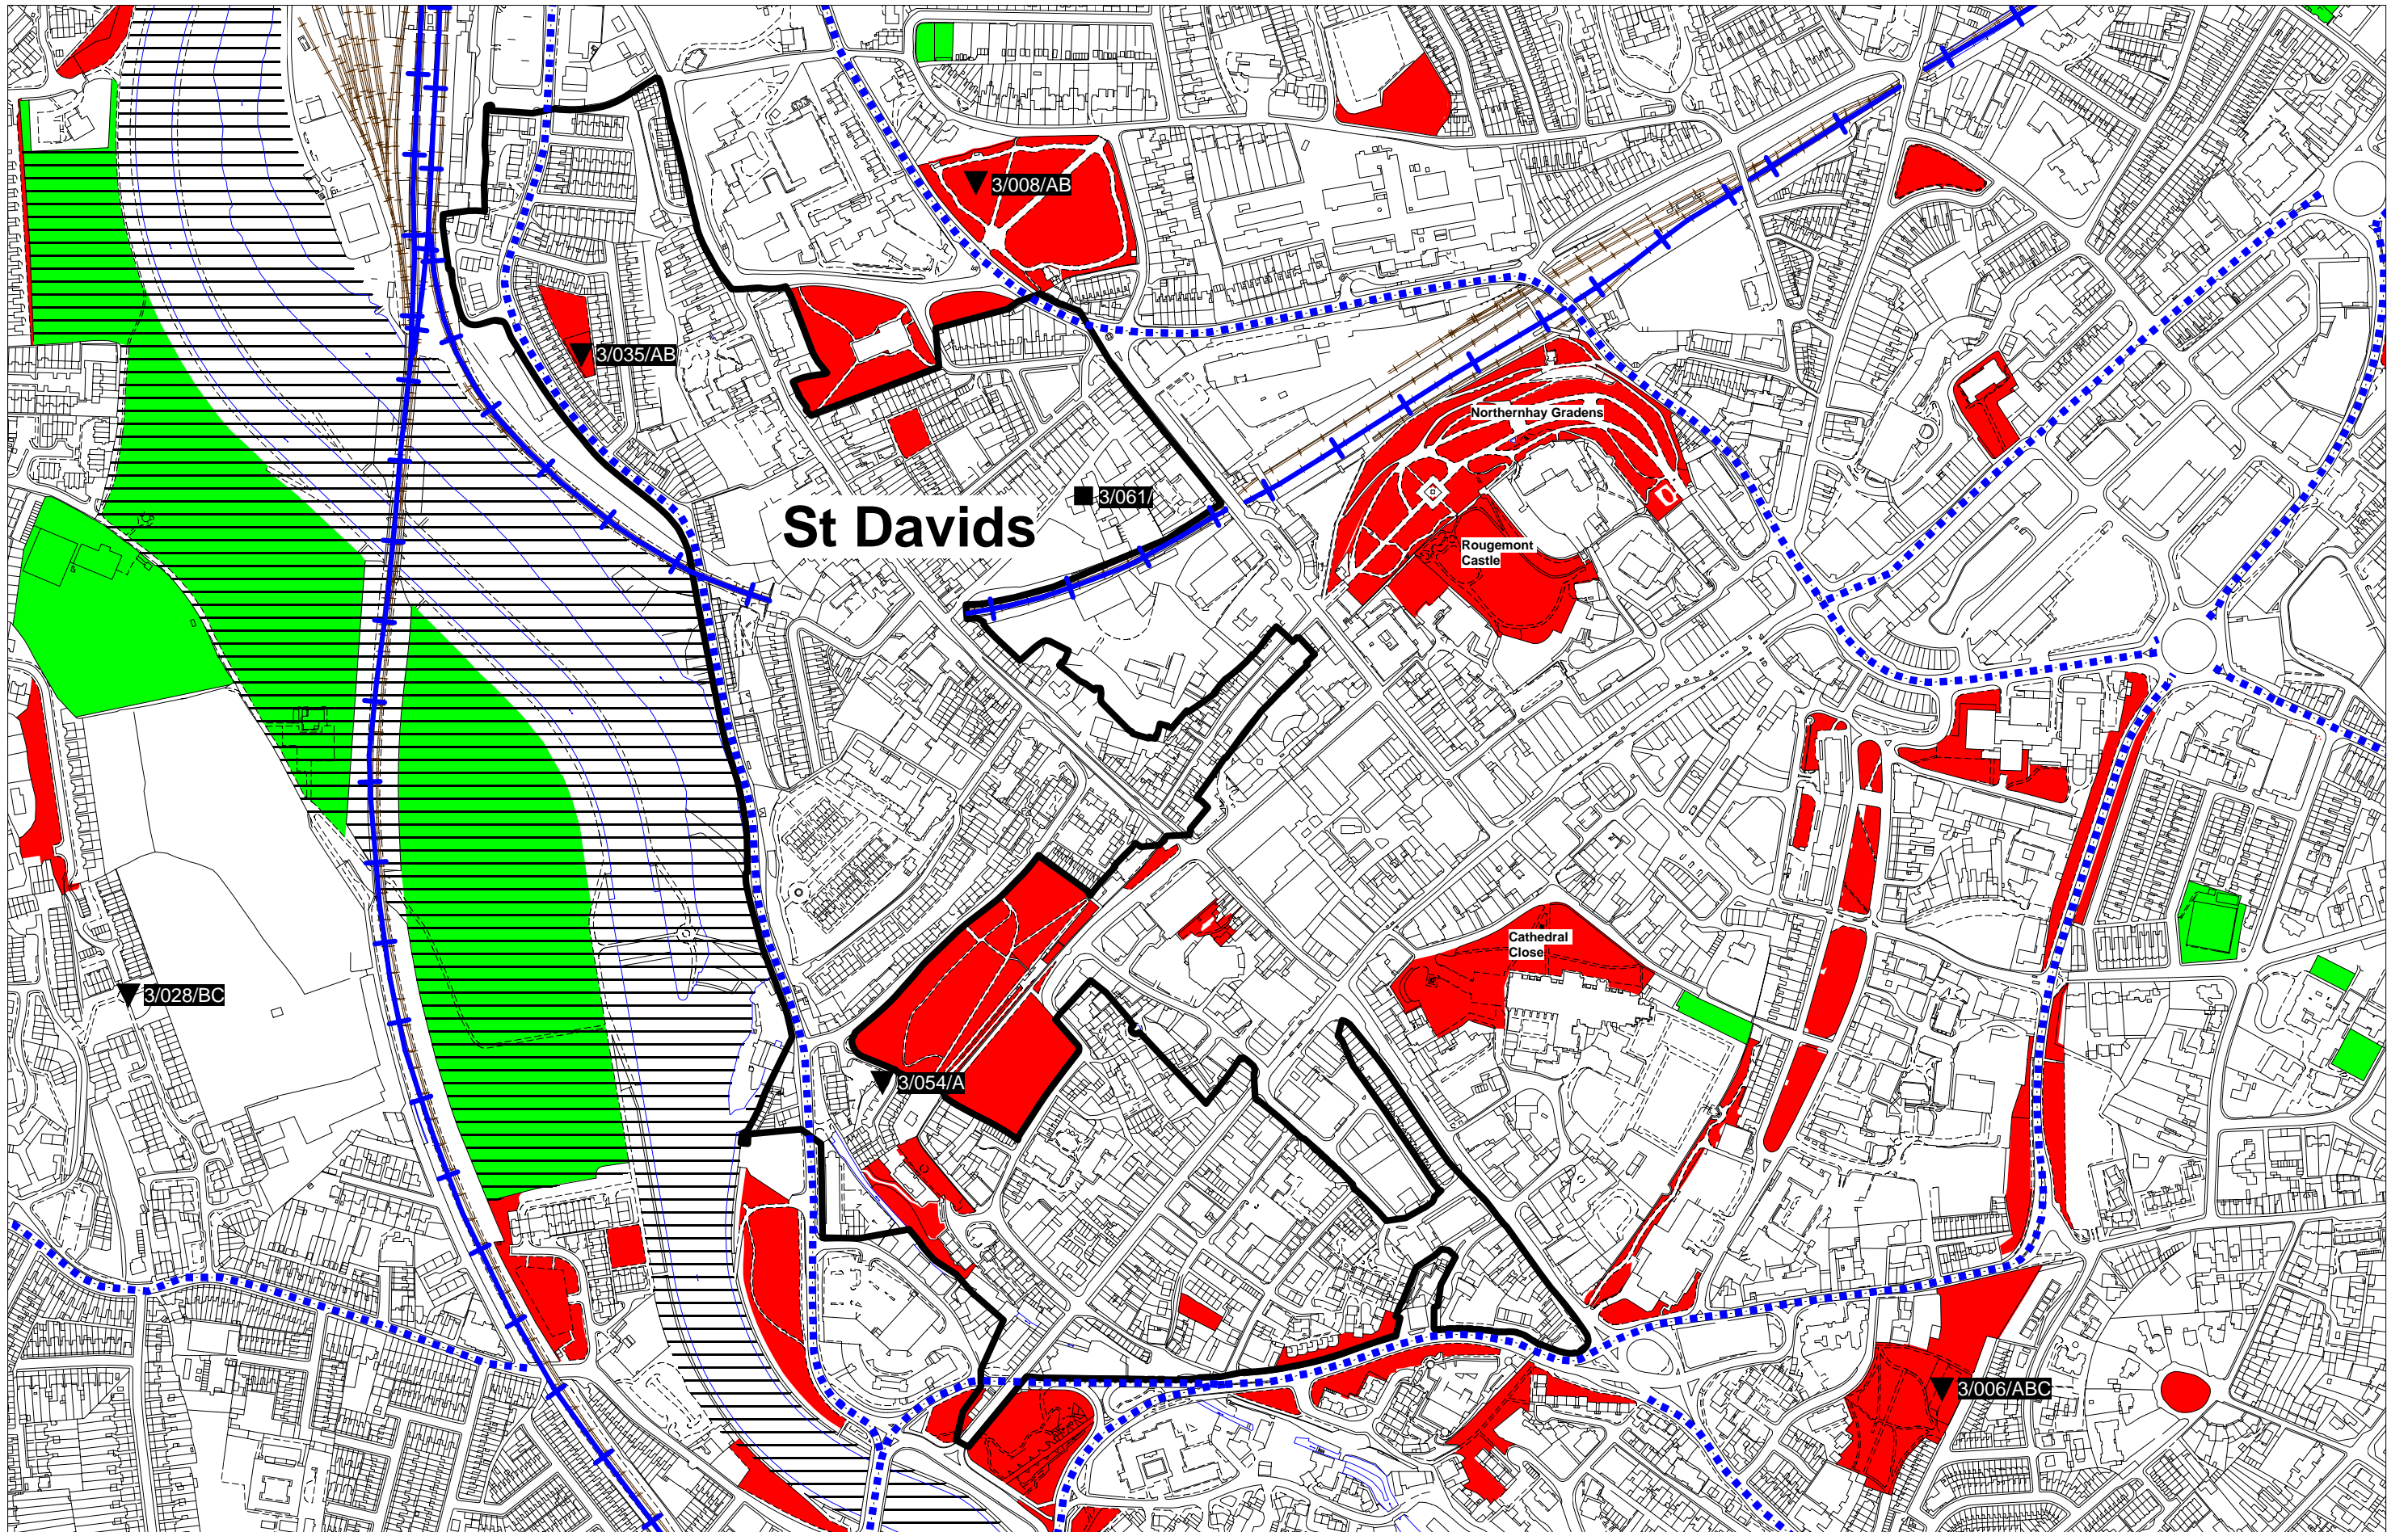 3/008/AB
3/035/AB
Northernhay Gradens
3/061/
St Davids
Rougemont
Castle
Cathedral
Close
3/028/BC
3/054/A
3/006/ABC